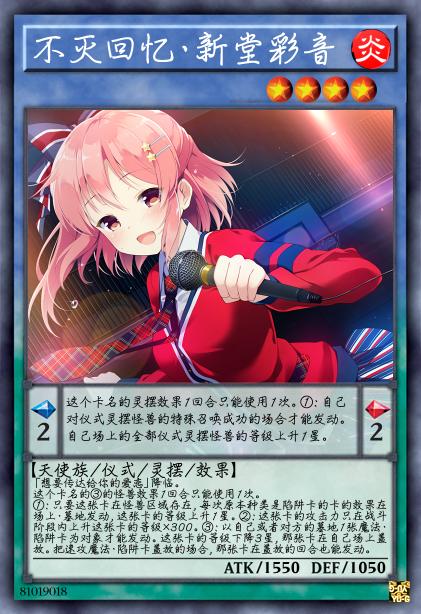 不灭回忆·新堂彩音
炎
这个卡名的灵摆效果1回合只能使用1次。①：自己
对仪式灵摆怪兽的特殊召唤成功的场合才能发动。
自己场上的全部仪式灵摆怪兽的等级上升1星。
2
2
【天使族/仪式/灵摆/效果】
「想要传达给你的爱恋」降临。
这个卡名的③的怪兽效果1回合只能使用1次。
①：只要这张卡在怪兽区域存在，每次原本种类是陷阱卡的卡的效果在
场上·墓地发动，这张卡的等级上升1星。②：这张卡的攻击力只在战斗
阶段内上升这张卡的等级x300。③：以自己或者对方的墓地1张魔法·
陷阱卡为对象才能发动。这张卡的等级下降3星，那张卡在自己场上盖
放。把速攻魔法·陷阱卡盖放的场合，那张卡在盖放的回合也能发动。
ATK/1550 DEF/1050
81019018